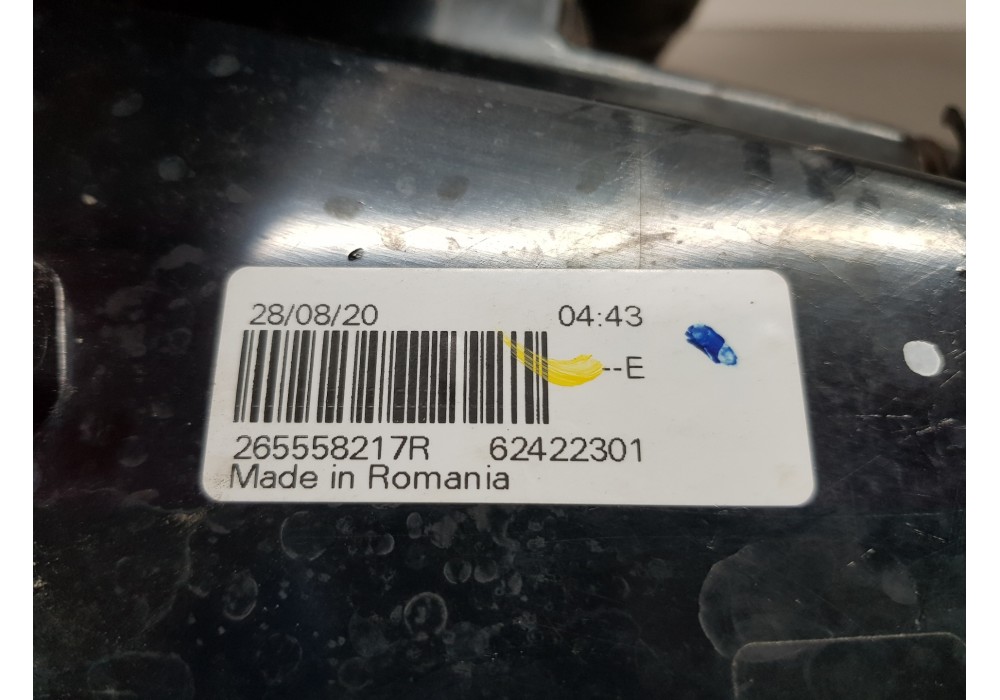 28/08/20 04:43
--E
265558217R 62422301
Made in Romania